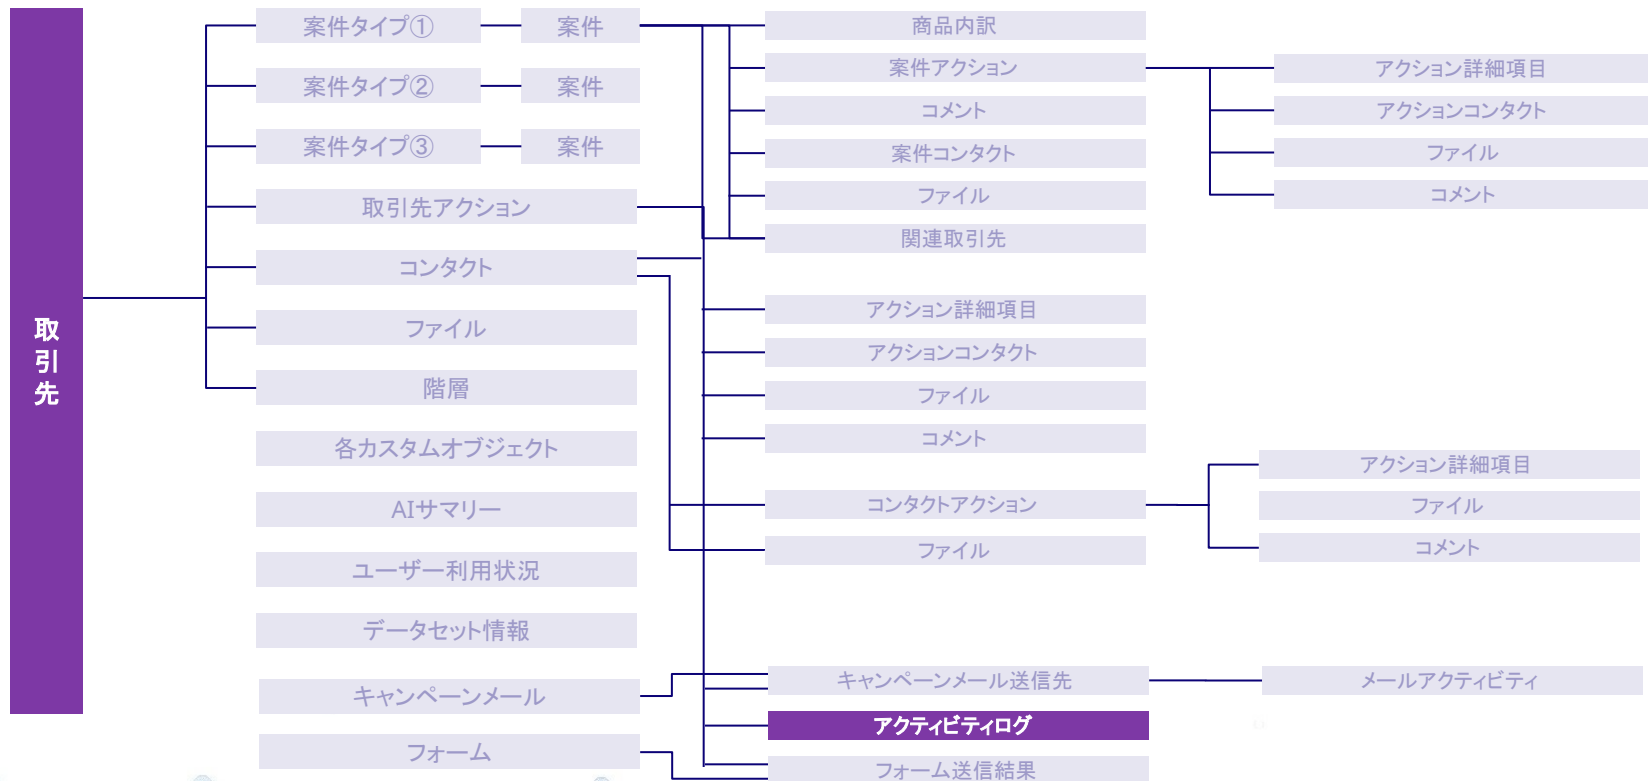 取引先
案件タイプ①
案件
案件タイプ②
案件
案件タイプ③
案件
取引先アクション
コンタクト
ファイル
階層
各カスタムオブジェクト
AIサマリー
ユーザー利用状況
データセット情報
キャンペーンメール
フォーム
商品内訳
案件アクション
コメント
案件コンタクト
ファイル
関連取引先
アクション詳細項目
アクションコンタクト
ファイル
コメント
コンタクトアクション
ファイル
キャンペーンメール送信先
アクティビティログ
フォーム送信結果
アクション詳細項目
アクションコンタクト
ファイル
コメント
アクション詳細項目
ファイル
コメント
メールアクティビティ